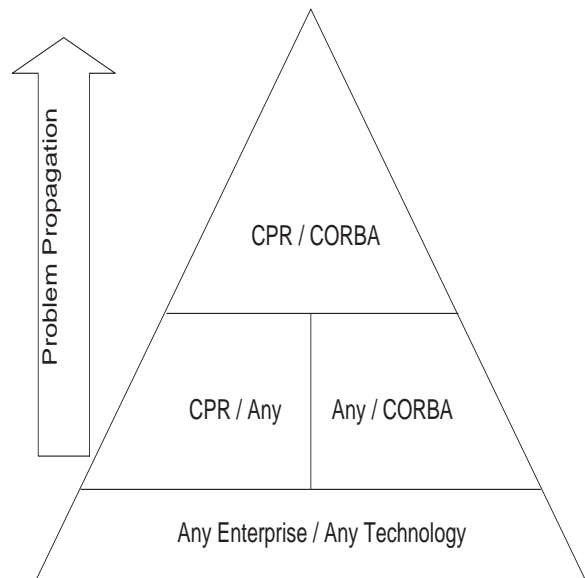 Problem Propagation
CPR / CORBA
CPR / Any
Any / CORBA
Any Enterprise / Any Technology